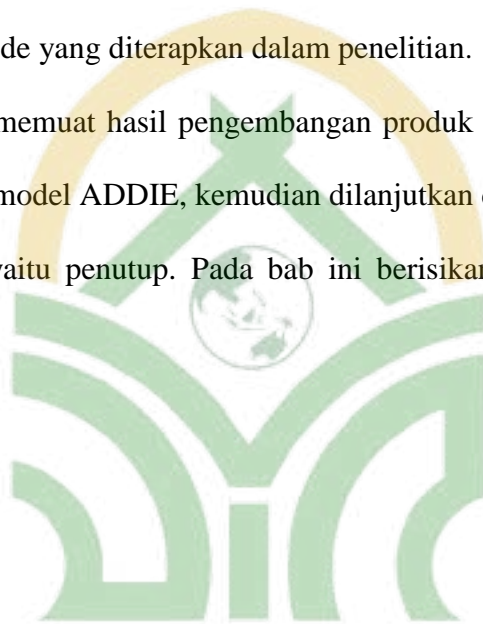 de yang diterapkan dalam penelitian.
memuat hasil pengembangan produk
model ADDIE, kemudian dilanjutkan
yaitu penutup. Pada bab ini berisikan